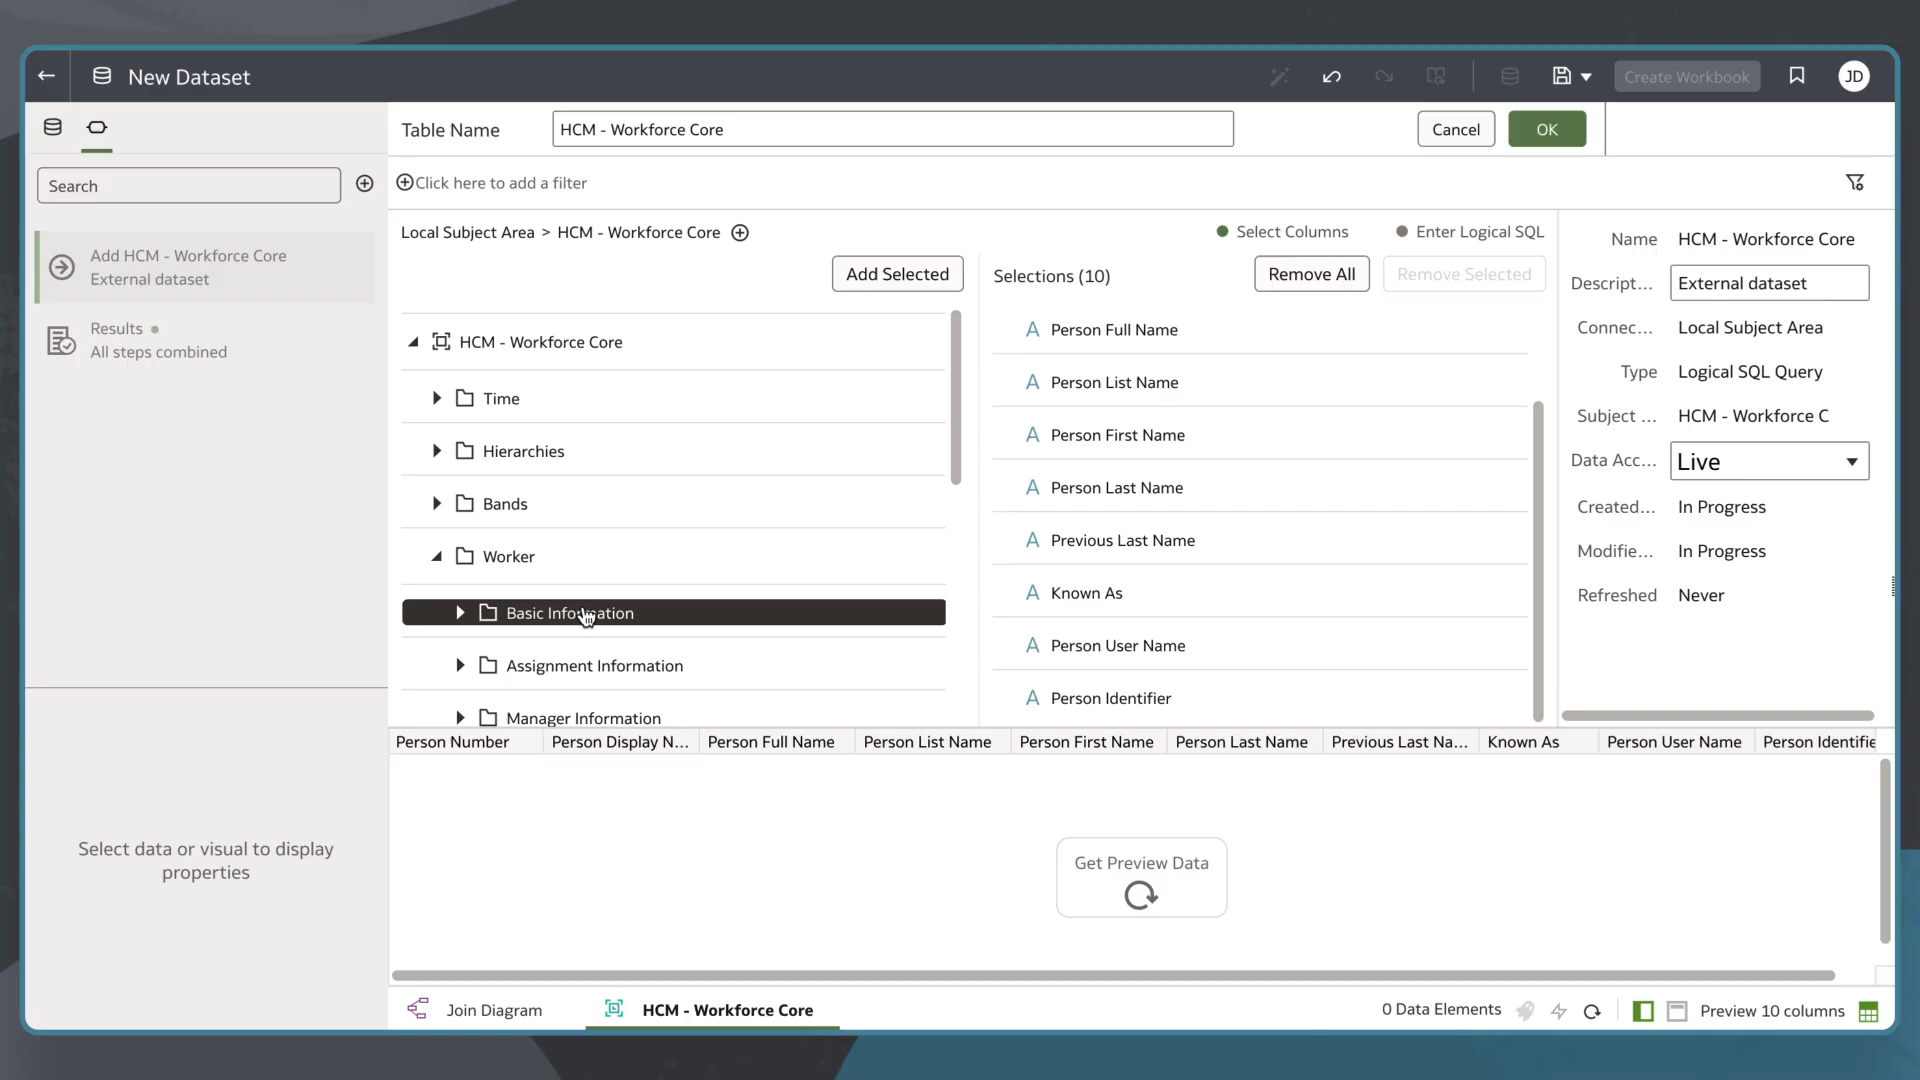 New Dataset
Create Workbook
JD
Table Name
HCM - Workforce Core
Cancel
OK
Search
Click here to add a filter
Add HCM - Workforce Core
External dataset
Results
All steps combined
Select data or visual to display
properties
Local Subject Area > HCM - Workforce Core
Select Columns
Enter Logical SQL
Add Selected
Selections (10)
Remove All
Remove Selected
HCM - Workforce Core
Time
Hierarchies
Bands
Worker
Basic Information
Assignment Information
Manager Information
Person Full Name
Person List Name
Person First Name
Person Last Name
Previous Last Name
Known As
Person User Name
Person Identifier
Name HCM - Workforce Core
Descript... External dataset
Connec... Local Subject Area
Type Logical SQL Query
Subject ... HCM - Workforce C
Data Acc... Live
Created... In Progress
Modifie... In Progress
Refreshed Never
Person Number Person Display N... Person Full Name Person List Name Person First Name Person Last Name Previous Last Na... Known As Person User Name Person Identifie
Get Preview Data
Join Diagram
HCM - Workforce Core
0 Data Elements
Preview 10 columns